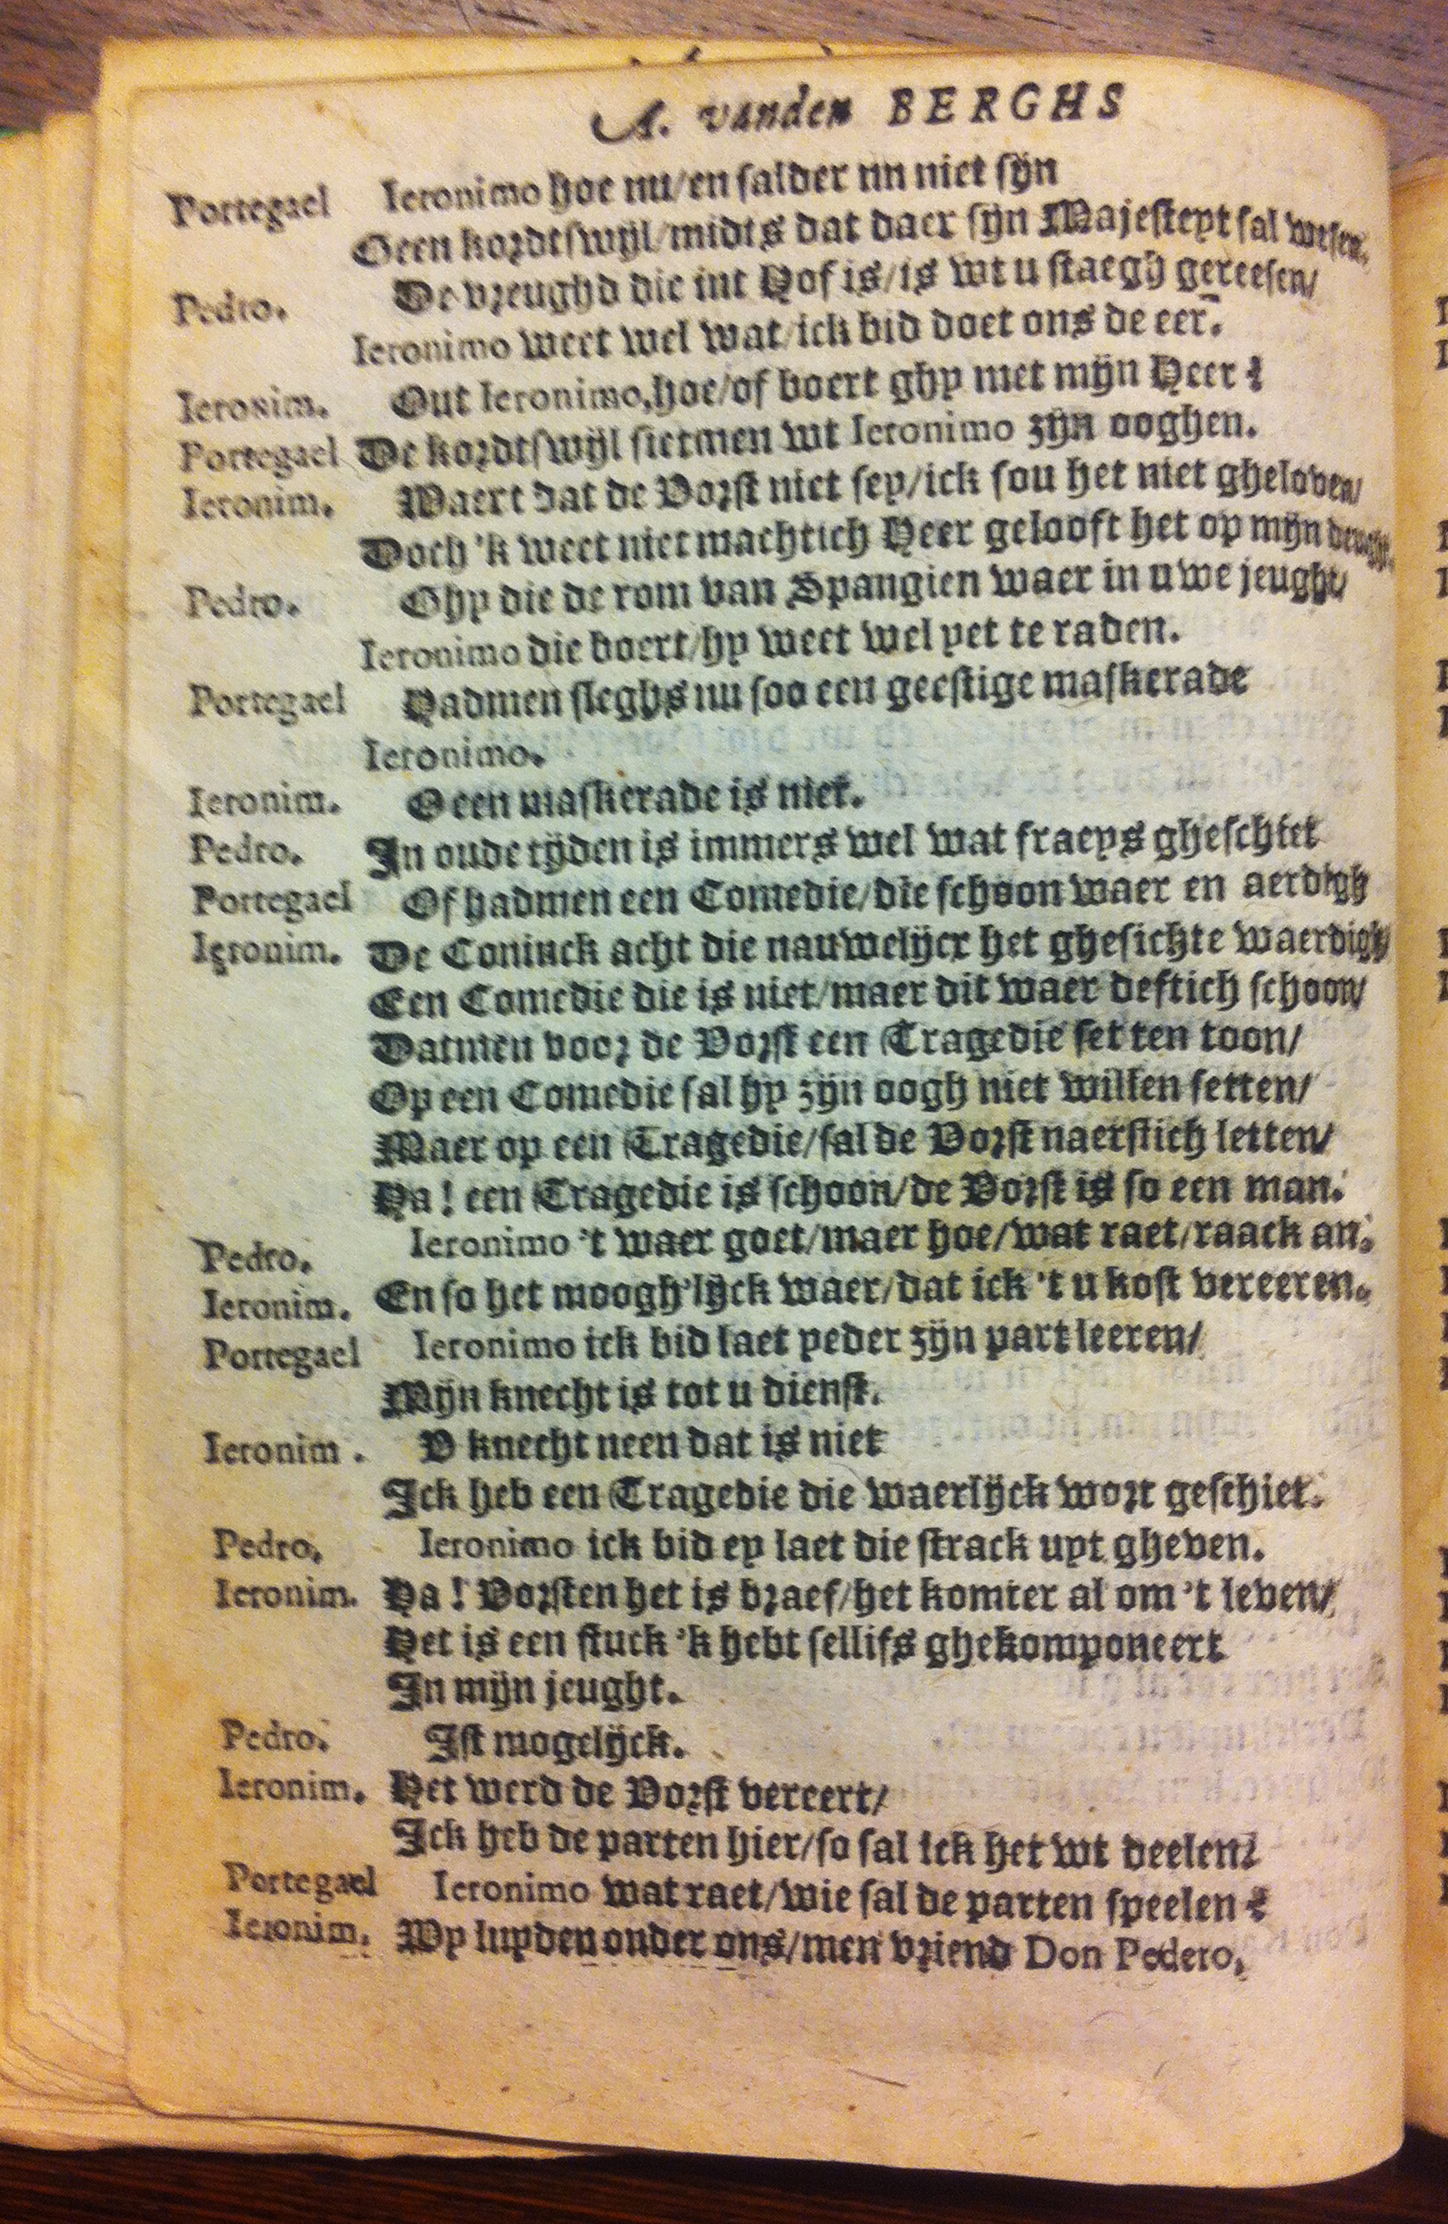 A. vanden BERGHS
Portegael Ieronimo hoe nu/en salder nn niet sijn
Geen kordtswijl/midts dat daer sijn Majesteyt sal wesen.
Pedro. De vreughd die int Hof is/is wt u staegh gereesen/
Ieronimo weet wel wat/ick bid doet ons de eer.
Ieronim. Out Ieronimo,hoe/of boert ghy met mijn Heer?
Portegael De kordtswijl sietmen wt Ieronimo zijn ooghen.
Ieronim. Waert dat de Vorst niet sey/ick sou het niet gheloven/
Doch 'k weet niet machtich Heer gelooft het op mijn deught.
Pedro. Ghy die de rom van Spangien waer in uwe jeught/
Ieronimo die boert/hy weet wel yet te raden.
Portegael Hadmen sleghs nu soo een geestige maskerade
Ieronimo.
Ieronim. Geen maskerade is niet.
Pedro. In oude tijden is immers wel wat fraeys gheschiet
Portegael Of hadmen een Comedie/die schoon waer en aerdigh
Ieronim. De Coninck acht die nauwelijcx het ghesichte waerdigh/
Een Comedie die is niet/maer dit waer deftich schoon/
Datmen voor de Vorst een Tragedie set ten toon/
Op een Comedie sal hy zijn oogh niet willen setten/
Maer op een Tragedie/sal de Vorst naerstich letten/
Ha! een Tragedie is schoon/de Vorst is so een man.
Pedro. Ieronimo 't waer goet/maer hoe/wat raet/raack an.
Ieronim. En so het moogh'lijck waer/dat ick 't u kost vereeren.
Portegael Ieronimo ick bid laet yeder zijn part leeren/
Mijn knecht is tot u dienst.
Ieronim. V knecht neen dat is niet
Ick heb een Tragedie die waerlijck wort geschiet.
Pedro. Ieronimo ick bid ey laet die strack uyt gheven.
Ieronim. Ha! Vorsten het is braef/het komter al om 't leven/
Het is een stuck 'k hebt sellifs ghekomponeert
In mijn jeught.
Pedro. Ist mogelijck.
Ieronim. Het werd de Vorst vereert/
Ick heb de parten hier/so sal ick het wt deelen/
Portegael Ieronimo wat raet/wie sal de parten speelen?
Ieronim. Wy luyden onder ons/men vriend Don Pedero,